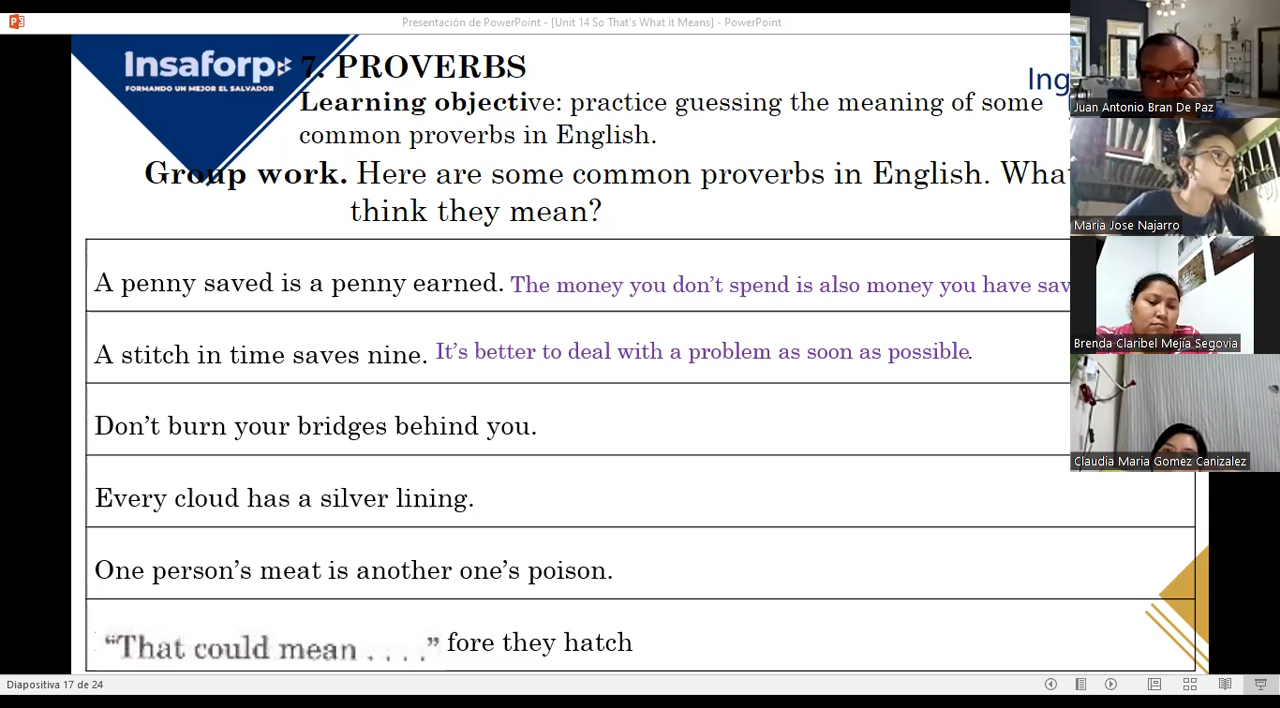 Presentación de PowerPoint - [Unit 14 So That's What it Means] - PowerPoint
Insaforp
FORMANDO UN MEJOR EL SALVADOR
7. PROVERBS
Ing
Learning objective: practice guessing the meaning of some
common proverbs in English.
Group work. Here are some common proverbs in English. What
think they mean?
A penny saved is a penny earned. The money you don't spend is also money you have sav
A stitch in time saves nine. It's better to deal with a problem as soon as possible.
Don't burn your bridges behind you.
Every cloud has a silver lining.
One person's meat is another one's poison.
"That could mean . . . ." fore they hatch
Juan Antonio Bran De Paz
Maria Jose Najarro
Brenda Claribel Mejía Segovia
Claudia Maria Gomez Canizalez
Diapositiva 17 de 24